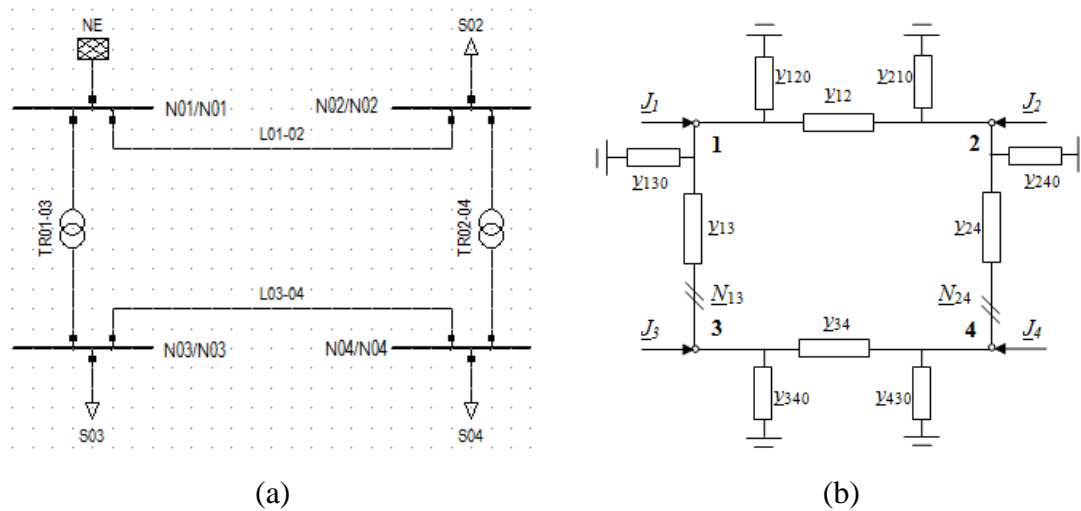 NE
S02
N01/N01
N02/N02
L01-02
TR01-03
TR02-04
L03-04
N03/N03
N04/N04
S03
S04
(a)
y120
y210
y12
J1
J2
1
2
y130
y240
y13
y24
N13
N24
y34
J3
3
4
J4
y340
y430
(b)